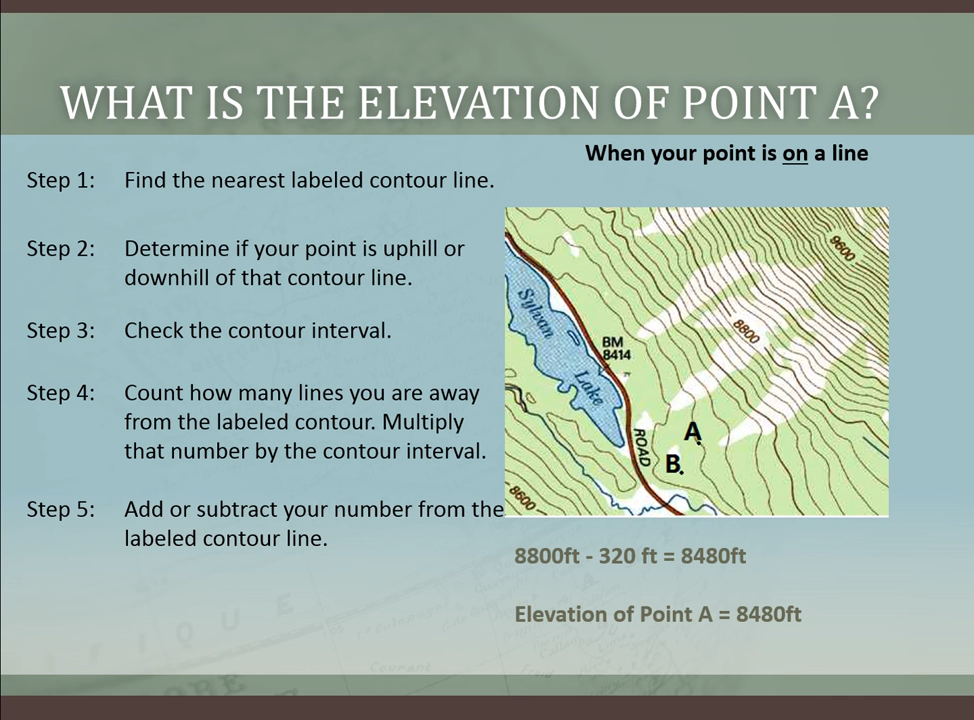 WHAT IS THE ELEVATION OF POINT A?
When your point is on a line
Step 1: Find the nearest labeled contour line.
Step 2: Determine if your point is uphill or
downhill of that contour line.
Step 3: Check the contour interval.
Step 4: Count how many lines you are away
from the labeled contour. Multiply
that number by the contour interval.
Step 5: Add or subtract your number from the
labeled contour line.
9600
Sylvan
Lake
8800
BM
8414
A
ROAD
B
8600
8800ft - 320 ft = 8480ft
Elevation of Point A = 8480ft
F I Q U E